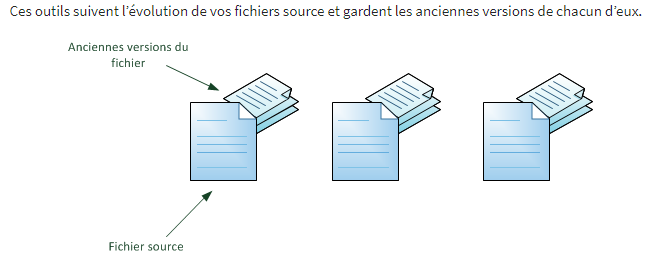 Ces outils suivent l'évolution de vos fichiers source et gardent les anciennes versions de chacun d'eux.
Anciennes versions du
fichier
Fichier source